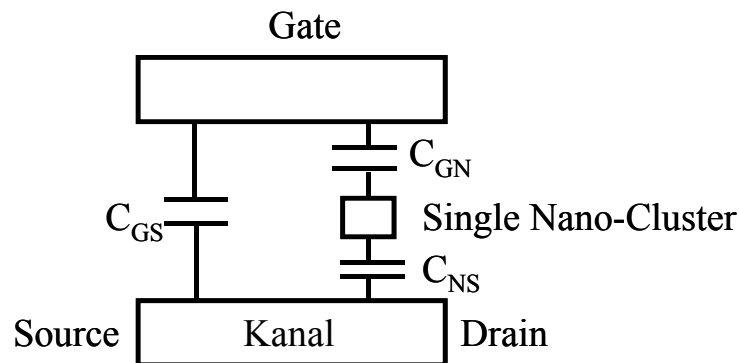 Gate
C_GN
C_GS
Single Nano-Cluster
C_NS
Source
Kanal
Drain